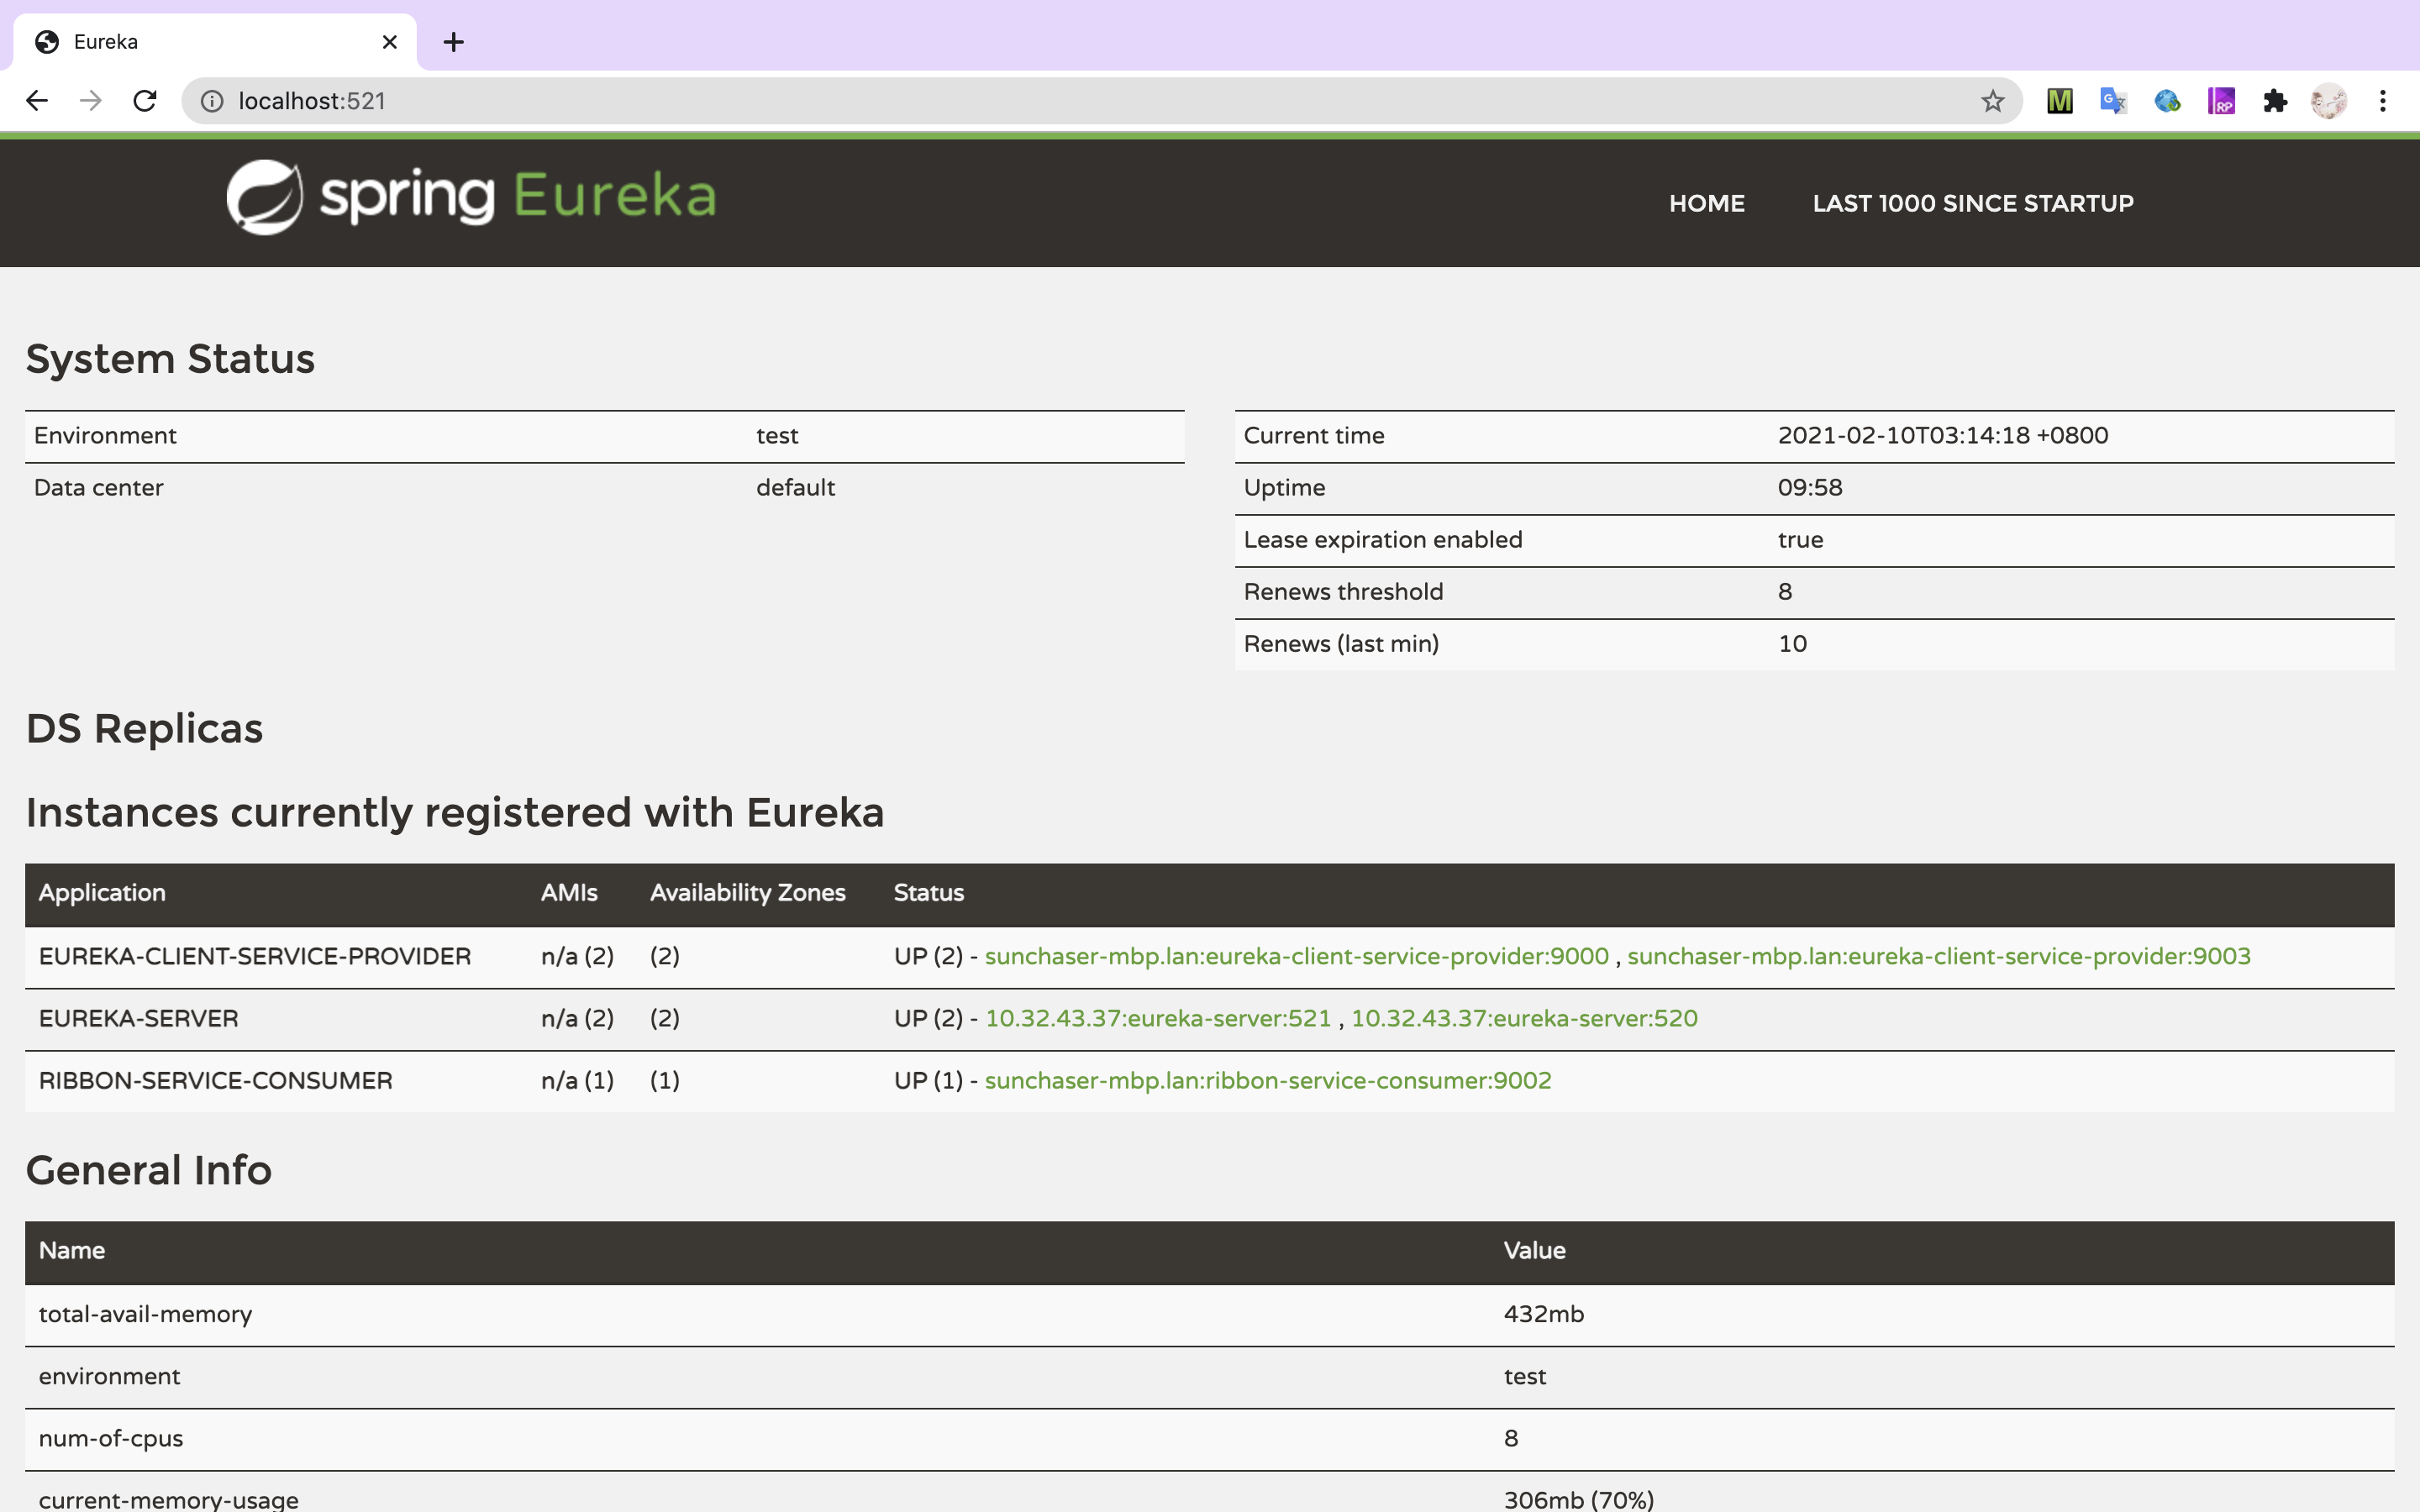 Eureka
localhost:521
spring Eureka
HOME LAST 1000 SINCE STARTUP
System Status
Environment test
Data center default
Current time 2021-02-10T03:14:18 +0800
Uptime 09:58
Lease expiration enabled true
Renews threshold 8
Renews (last min) 10
DS Replicas
Instances currently registered with Eureka
Application AMIs Availability Zones Status
EUREKA-CLIENT-SERVICE-PROVIDER n/a (2) (2) UP (2) - sunchaser-mbp.lan:eureka-client-service-provider:9000 , sunchaser-mbp.lan:eureka-client-service-provider:9003
EUREKA-SERVER n/a (2) (2) UP (2) - 10.32.43.37:eureka-server:521 , 10.32.43.37:eureka-server:520
RIBBON-SERVICE-CONSUMER n/a (1) (1) UP (1) - sunchaser-mbp.lan:ribbon-service-consumer:9002
General Info
Name Value
total-avail-memory 432mb
environment test
num-of-cpus 8
current-memory-usage 306mb (70%)